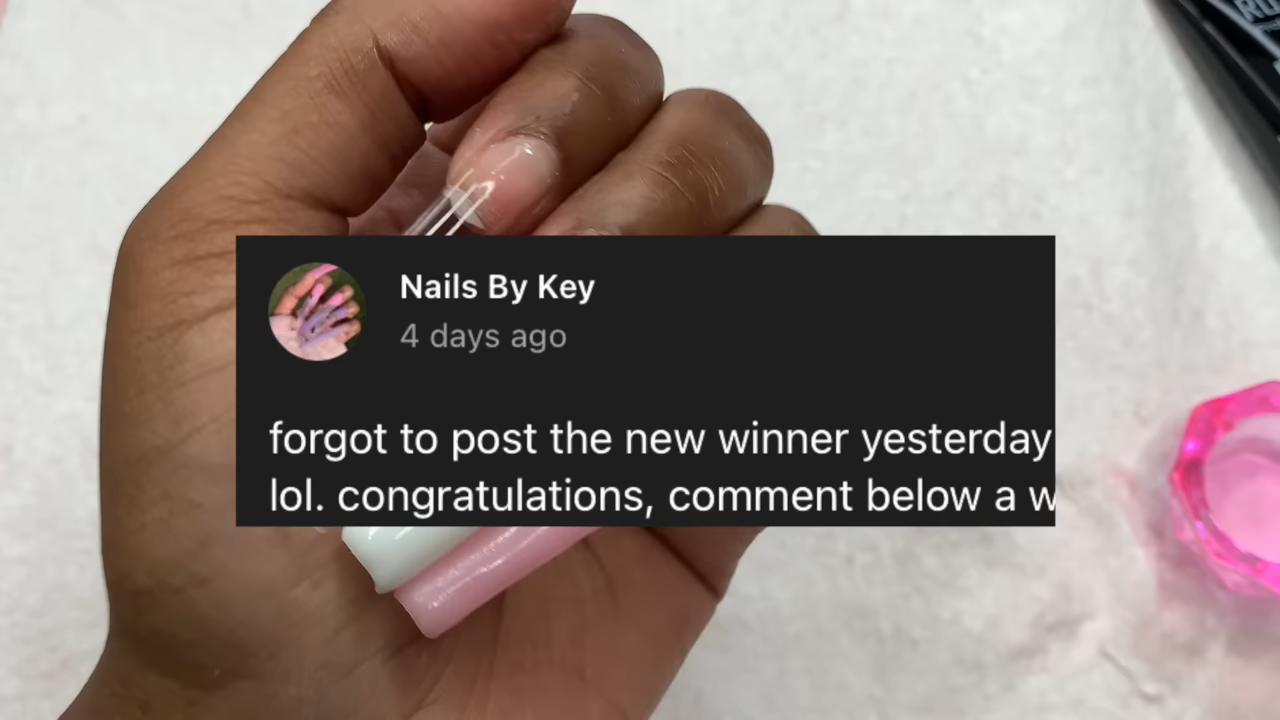 Nails By Key
4 days ago
forgot to post the new winner yesterday
lol. congratulations, comment below a